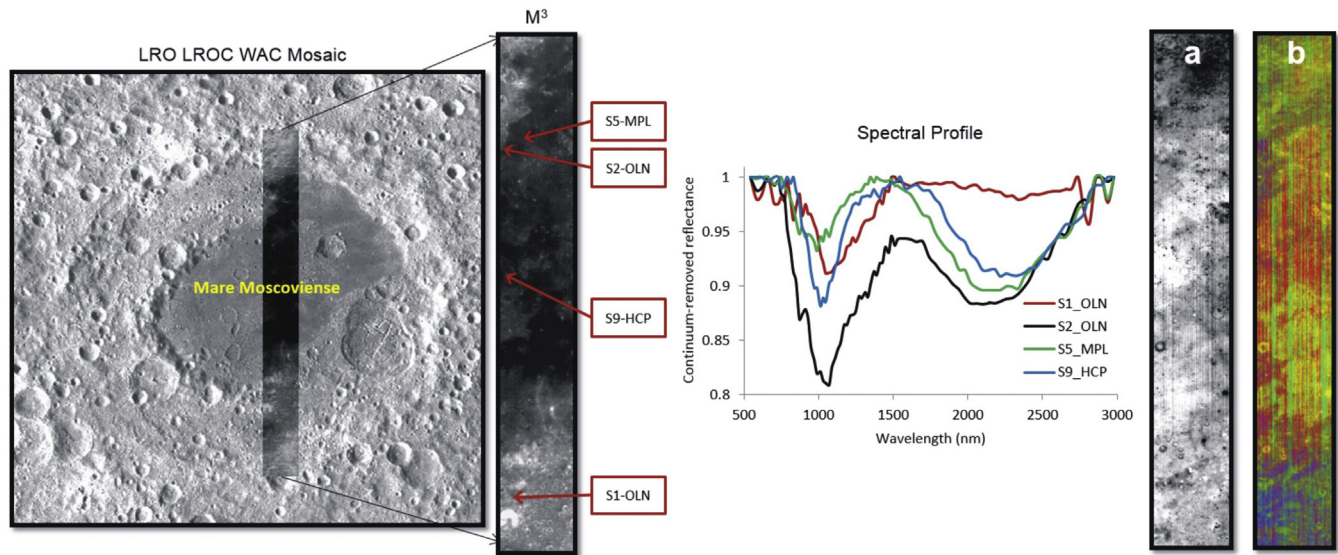 LRO LROC WAC Mosaic
Mare Moscoviense
M³
S5-MPL
S2-OLN
S9-HCP
S1-OLN
Spectral Profile
Continuum-removed reflectance
1
0.95
0.9
0.85
0.8
500 1000 1500 2000 2500 3000
Wavelength (nm)
S1_OLN
S2_OLN
S5_MPL
S9_HCP
a
b